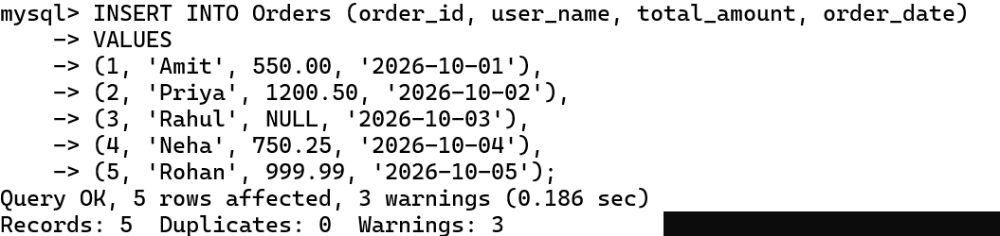 mysql> INSERT INTO Orders (order_id, user_name, total_amount, order_date)
    -> VALUES
    -> (1, 'Amit', 550.00, '2026-10-01'),
    -> (2, 'Priya', 1200.50, '2026-10-02'),
    -> (3, 'Rahul', NULL, '2026-10-03'),
    -> (4, 'Neha', 750.25, '2026-10-04'),
    -> (5, 'Rohan', 999.99, '2026-10-05');
Query OK, 5 rows affected, 3 warnings (0.186 sec)
Records: 5  Duplicates: 0  Warnings: 3